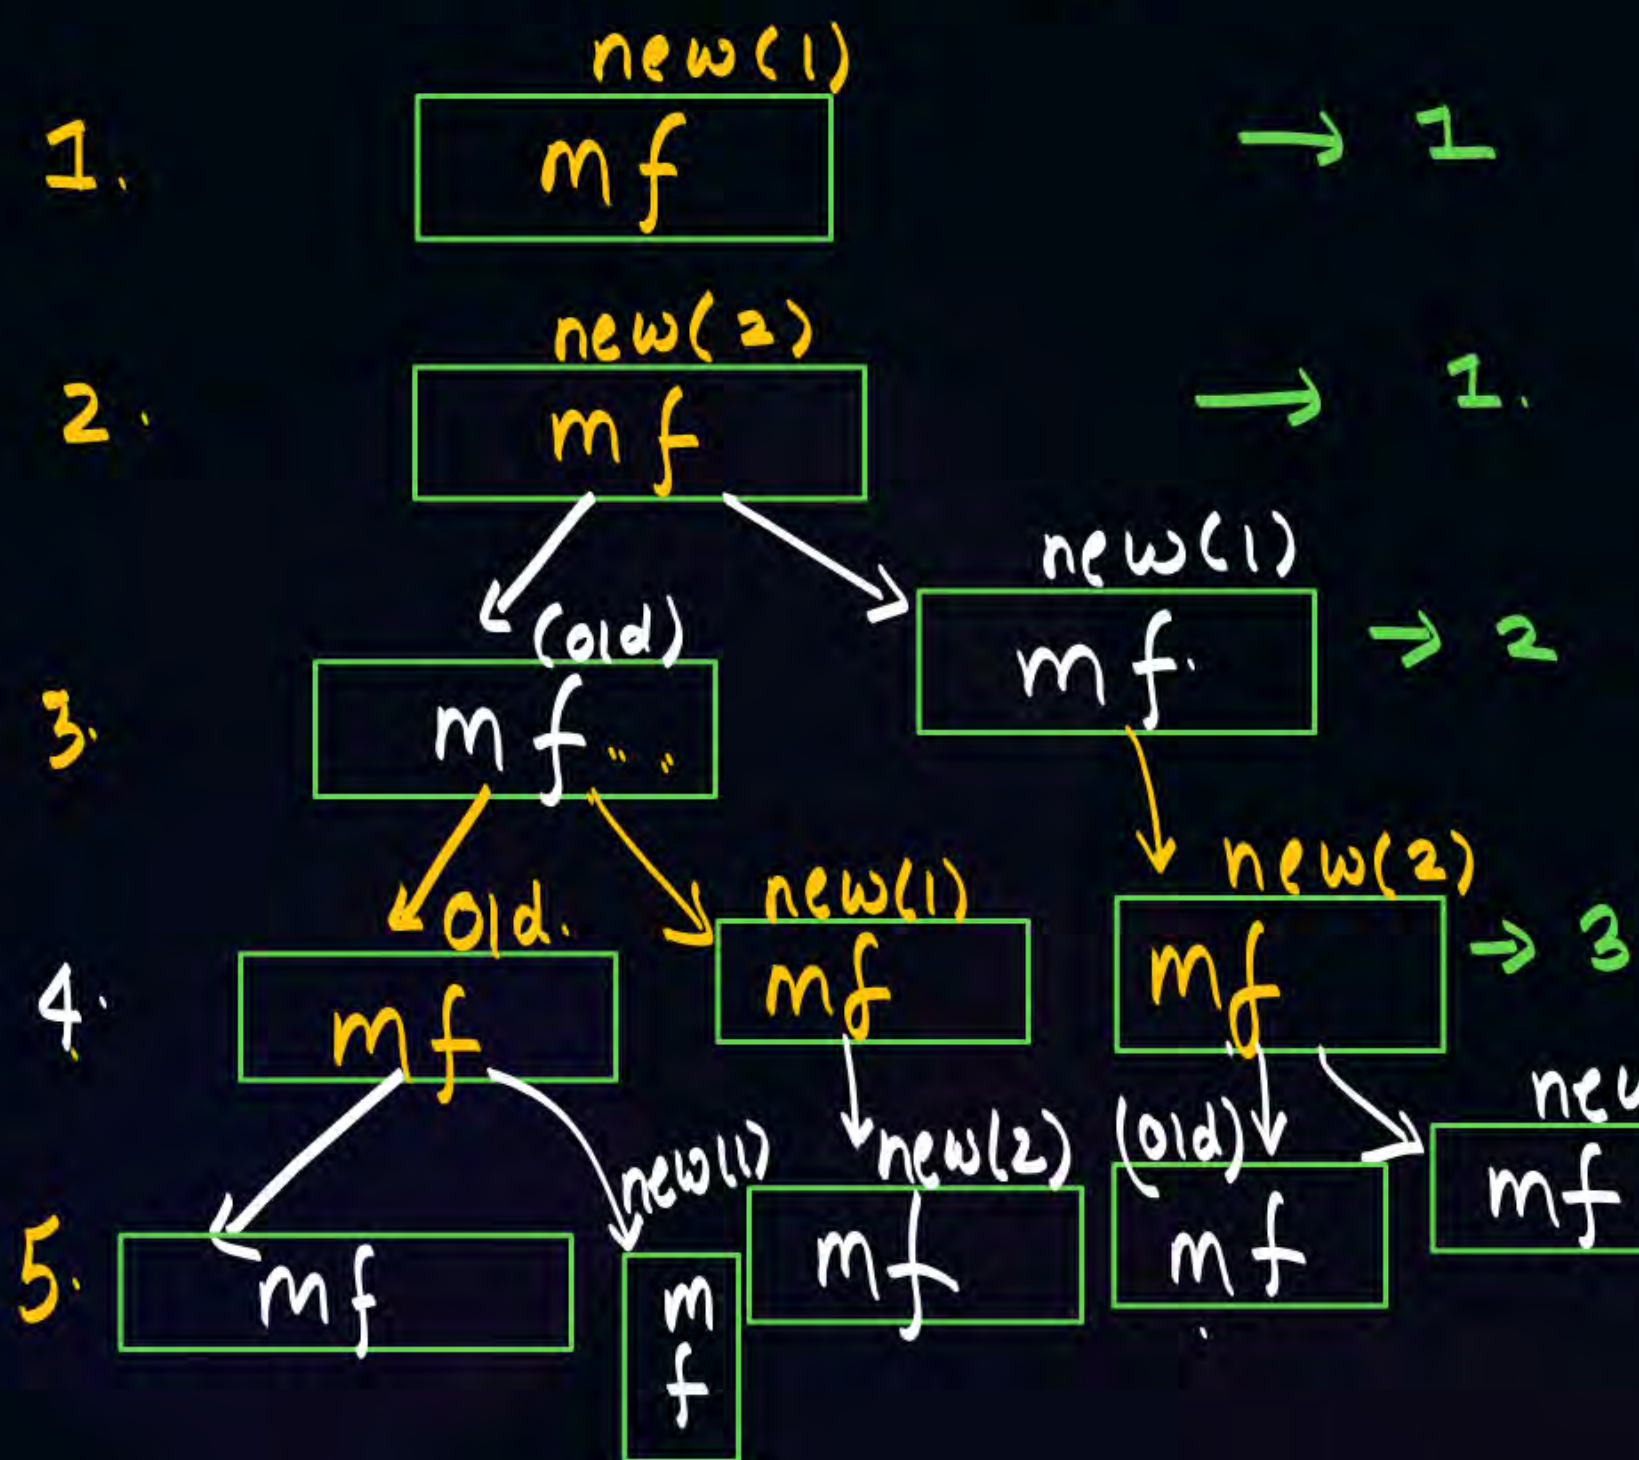 new(1)
1. mf → 1
new(2)
2. mf → 1.
new(1)
mf. → 2
(old)
3. mf
old. new(1) new(2)
4. mf mf mf → 3
new(1) new(2) (old)
5. mf mf mf mf mf